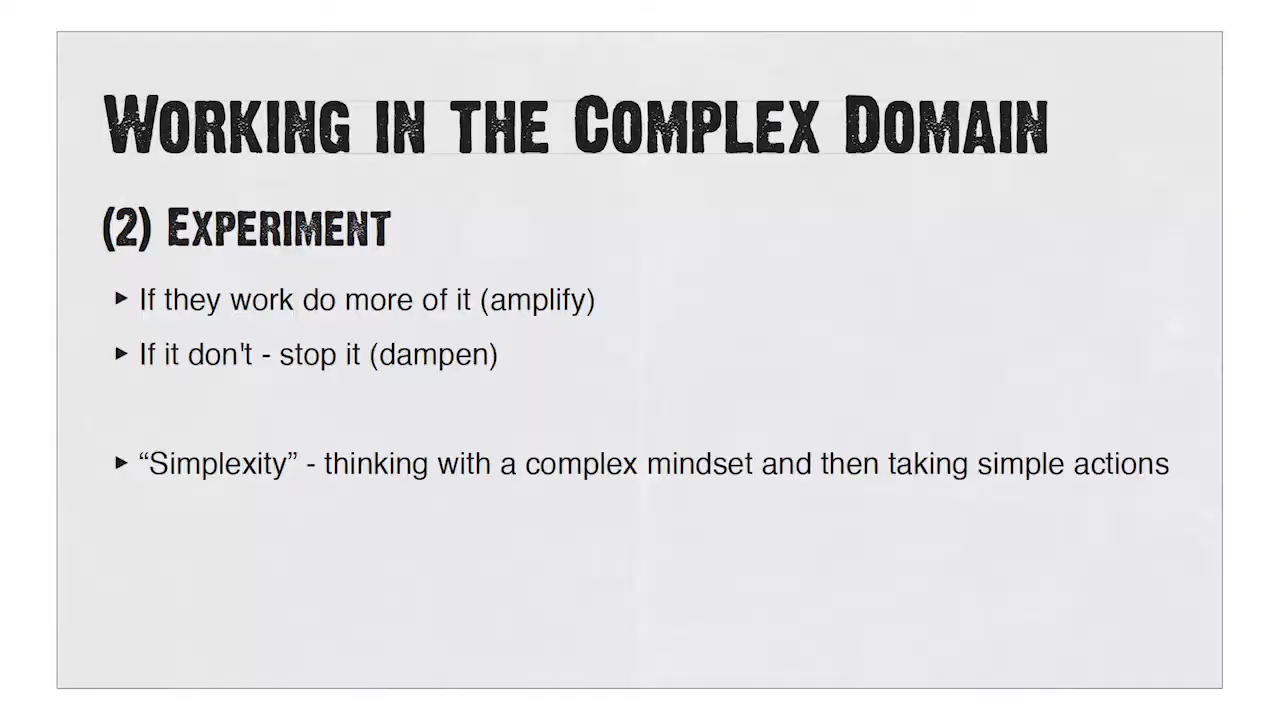 Working in the Complex Domain
(2) Experiment
▸ If they work do more of it (amplify)
▸ If it don't - stop it (dampen)
▸ “Simplexity” - thinking with a complex mindset and then taking simple actions